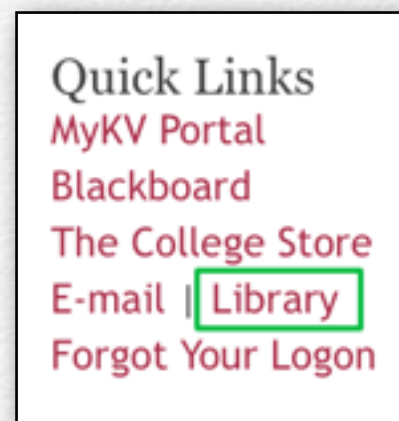 Quick Links
MyKV Portal
Blackboard
The College Store
E-mail | Library
Forgot Your Logon